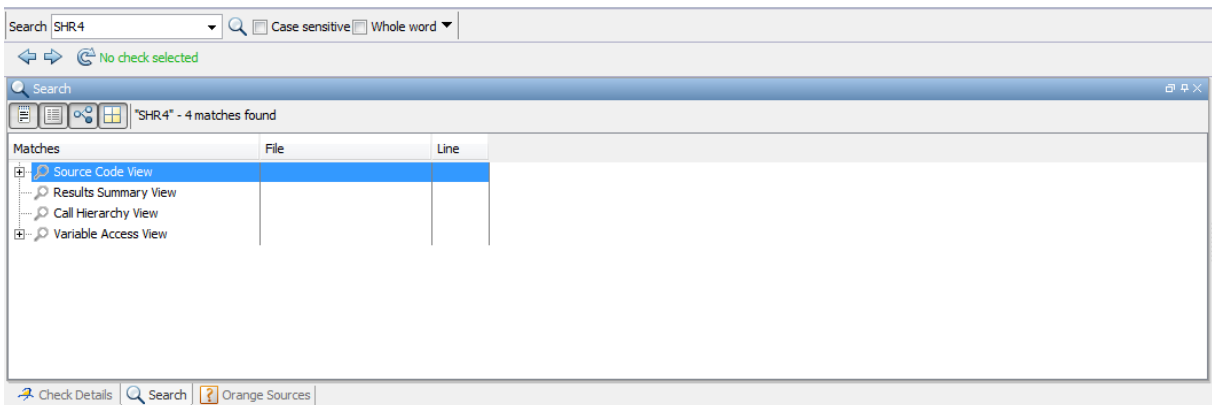 Search SHR4 Case sensitive Whole word
No check selected
Search
"SHR4" - 4 matches found
Matches File Line
Source Code View
Results Summary View
Call Hierarchy View
Variable Access View
Check Details Search ? Orange Sources